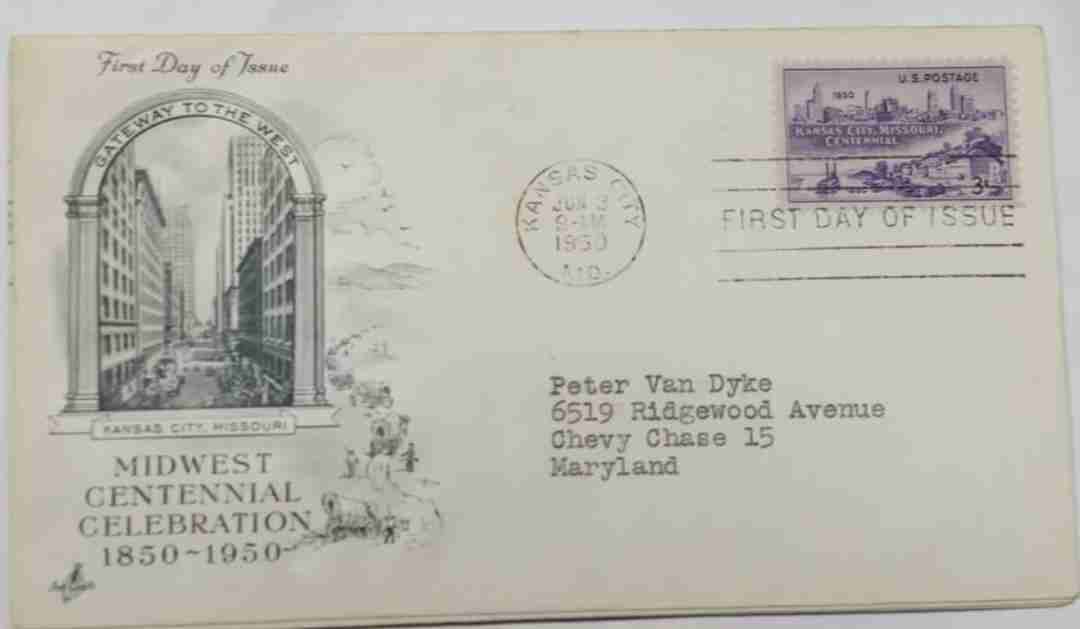 First Day of Issue
GATEWAY TO THE WEST
KANSAS CITY, MISSOURI
MIDWEST
CENTENNIAL
CELEBRATION
1850~1950
KANSAS CITY
JUN 3
9-AM
1950
MO.
U.S. POSTAGE
1950
KANSAS CITY, MISSOURI,
CENTENNIAL
3¢
FIRST DAY OF ISSUE
Peter Van Dyke
6519 Ridgewood Avenue
Chevy Chase 15
Maryland